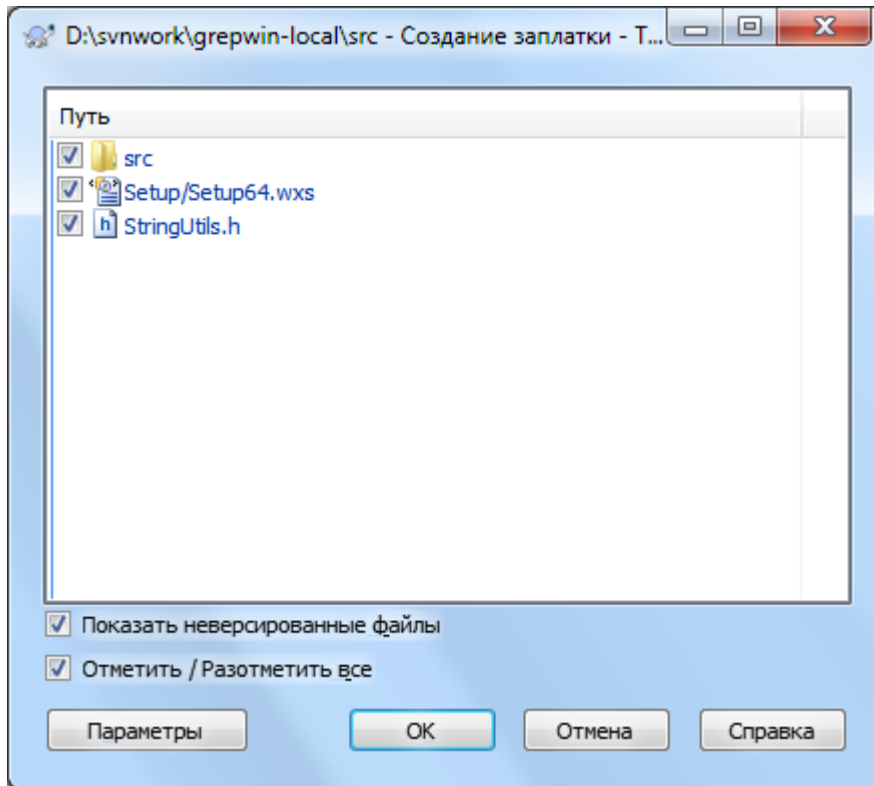 D:\svnwork\grepwin-local\src - Создание заплатки - T...
Путь
src
Setup/Setup64.wxs
StringUtils.h
Показать неверсированные файлы
Отметить / Разотметить все
Параметры
OK
Отмена
Справка